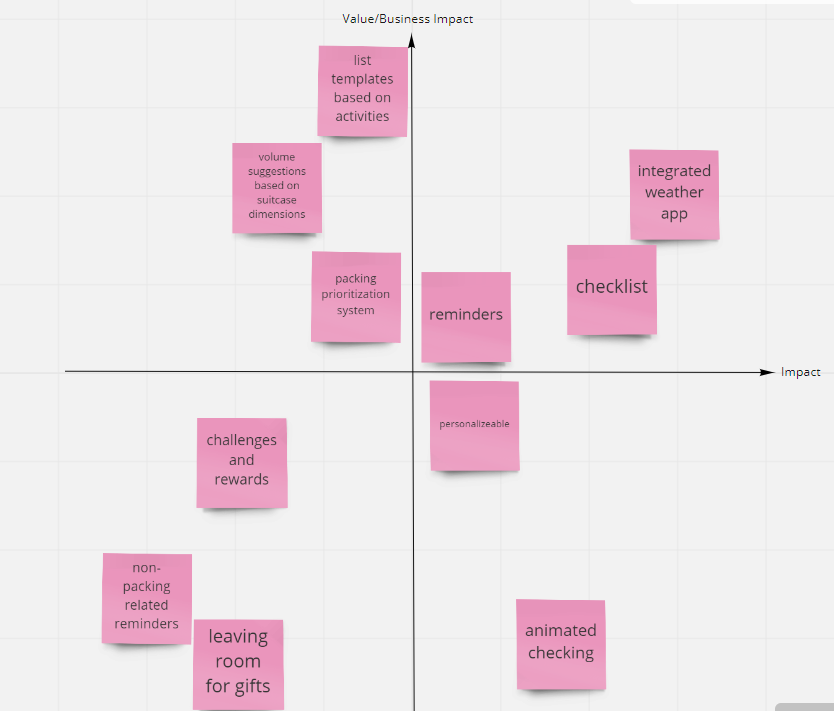 Value/Business Impact
list
templates
based on
activities
volume
suggestions
based on
suitcase
dimensions
integrated
weather
app
packing
prioritization
system
reminders
checklist
Impact
personalizeable
challenges
and
rewards
non-
packing
related
reminders
leaving
room
for gifts
animated
checking